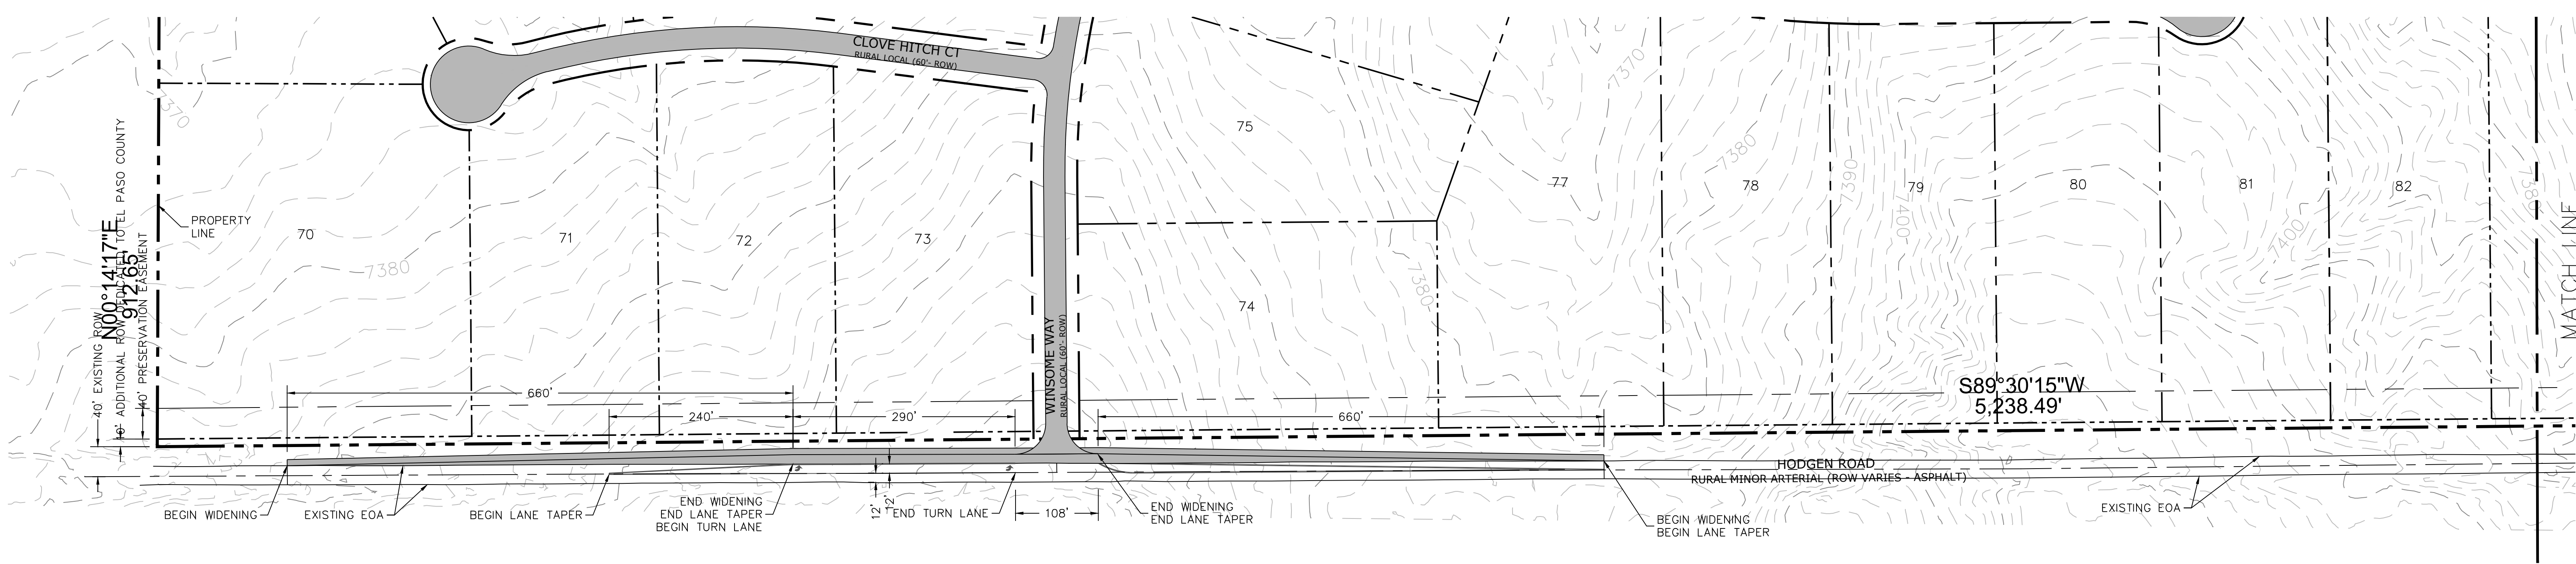 CLOVE HITCH CT
RURAL LOCAL (60'- ROW)
7370
7370
75
7380
7390
7400
77
78
79
80
81
82
7380
7400
PROPERTY
LINE
70
71
72
73
7380
74
7380
N00°14'17"E
912.65'
40' EXISTING ROW
10' ADDITIONAL ROW DEDICATED TO EL PASO COUNTY
40' PRESERVATION EASEMENT
WINSOME WAY
RURAL LOCAL (60'- ROW)
MATCH LINE
660'
240'
290'
660'
S89°30'15"W
5,238.49'
HODGEN ROAD
RURAL MINOR ARTERIAL (ROW VARIES - ASPHALT)
BEGIN WIDENING
EXISTING EOA
BEGIN LANE TAPER
END WIDENING
END LANE TAPER
BEGIN TURN LANE
12'
12'
END TURN LANE
108'
END WIDENING
END LANE TAPER
BEGIN WIDENING
BEGIN LANE TAPER
EXISTING EOA